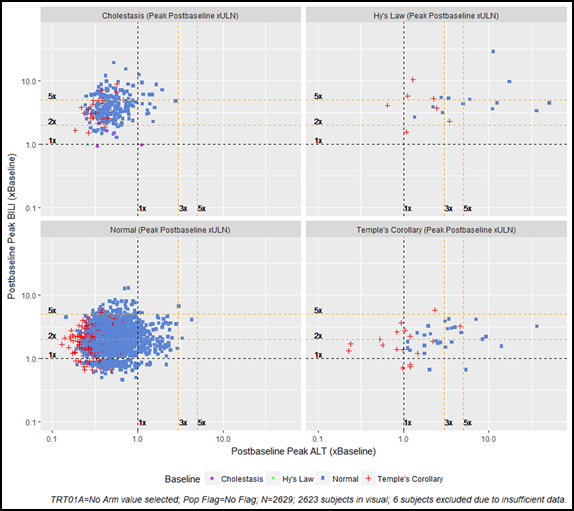 Cholestasis (Peak Postbaseline xULN)
Hy's Law (Peak Postbaseline xULN)
10.0
1.0
0.1
5x
2x
1x
1x
3x
5x
5x
2x
1x
1x
3x
5x
Normal (Peak Postbaseline xULN)
Temple's Corollary (Peak Postbaseline xULN)
10.0
1.0
0.1
5x
2x
1x
1x
3x
5x
5x
2x
1x
1x
3x
5x
0.1
1.0
10.0
0.1
1.0
10.0
Postbaseline Peak BILI (xBaseline)
Postbaseline Peak ALT (xBaseline)
Baseline
Cholestasis
Hy's Law
Normal
Temple's Corollary
TRT01A=No Arm value selected; Pop Flag=No Flag; N=2629; 2623 subjects in visual; 6 subjects excluded due to insufficient data.